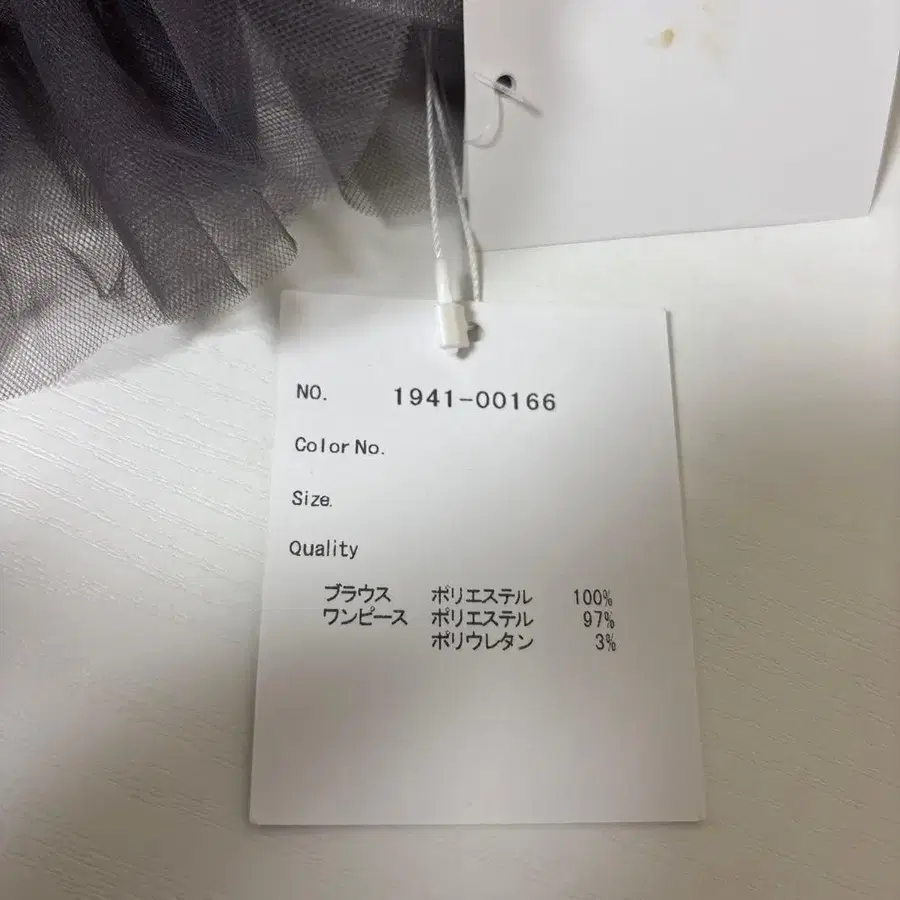 NO. 1941-00166
Color No.
Size.
Quality
ブラウス ポリエステル 100%
ワンピース ポリエステル 97%
ポリウレタン 3%